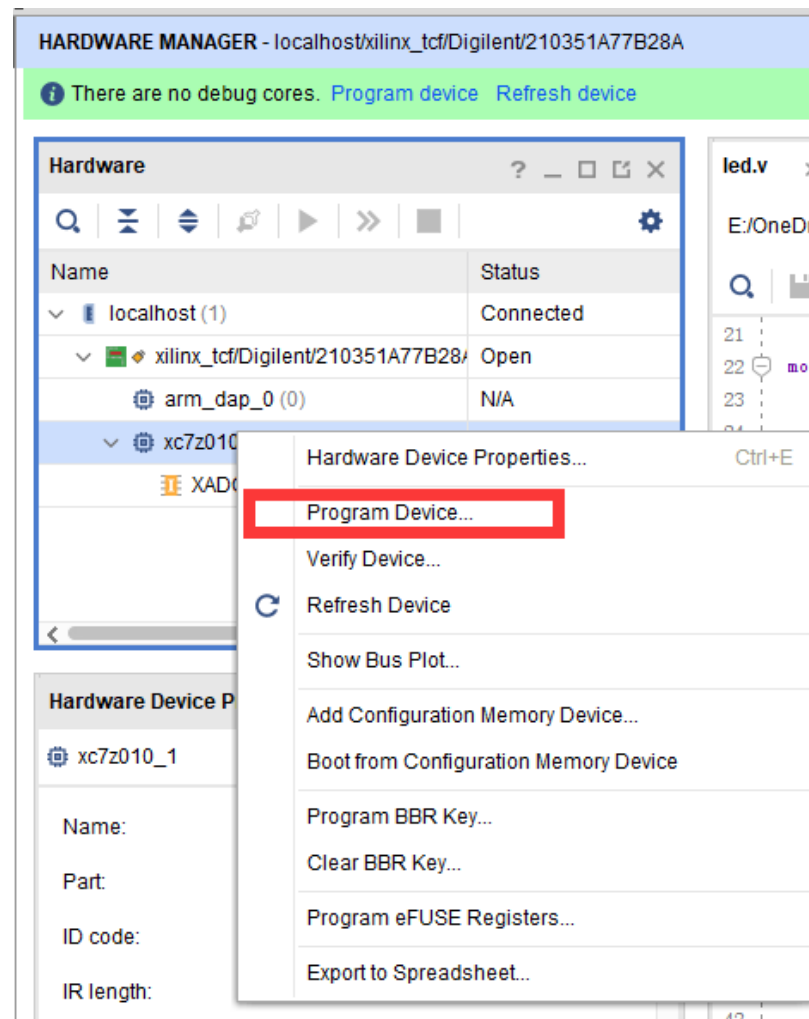 HARDWARE MANAGER - localhost/xilinx_tcf/Digilent/210351A77B28A
There are no debug cores. Program device Refresh device
Hardware
Name Status
localhost (1) Connected
xilinx_tcf/Digilent/210351A77B28A Open
arm_dap_0 (0) N/A
xc7z010
XADC
Hardware Device Properties... Ctrl+E
Program Device...
Verify Device...
Refresh Device
Show Bus Plot...
Add Configuration Memory Device...
Boot from Configuration Memory Device
Program BBR Key...
Clear BBR Key...
Program eFUSE Registers...
Export to Spreadsheet...
Hardware Device P
xc7z010_1
Name:
Part:
ID code:
IR length:
led.v
E:/OneDr
21
22 mo
23